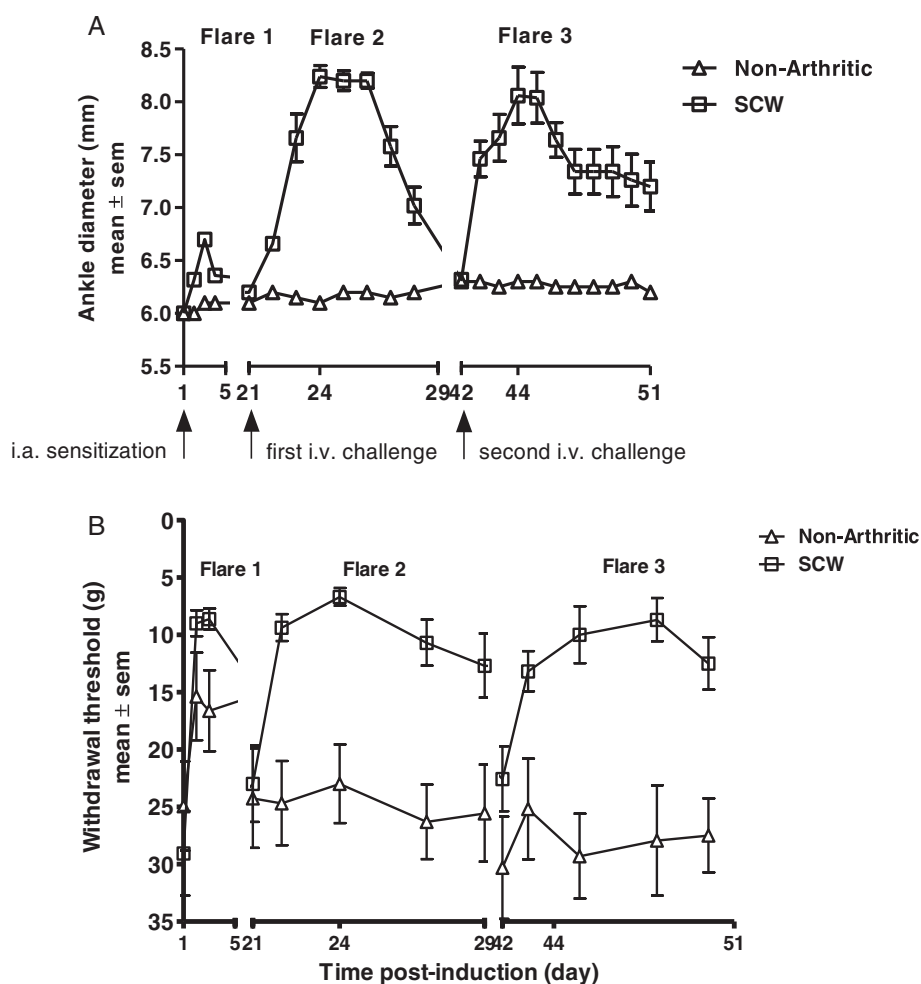 A
Flare 1 Flare 2 Flare 3
Non-Arthritic
SCW
Ankle diameter (mm)
mean ± sem
8.5
8.0
7.5
7.0
6.5
6.0
5.5
1 5 21 24 29 42 44 51
i.a. sensitization first i.v. challenge second i.v. challenge
B
Flare 1 Flare 2 Flare 3
Non-Arthritic
SCW
Withdrawal threshold (g)
mean ± sem
0
5
10
15
20
25
30
35
1 5 21 24 29 42 44 51
Time post-induction (day)